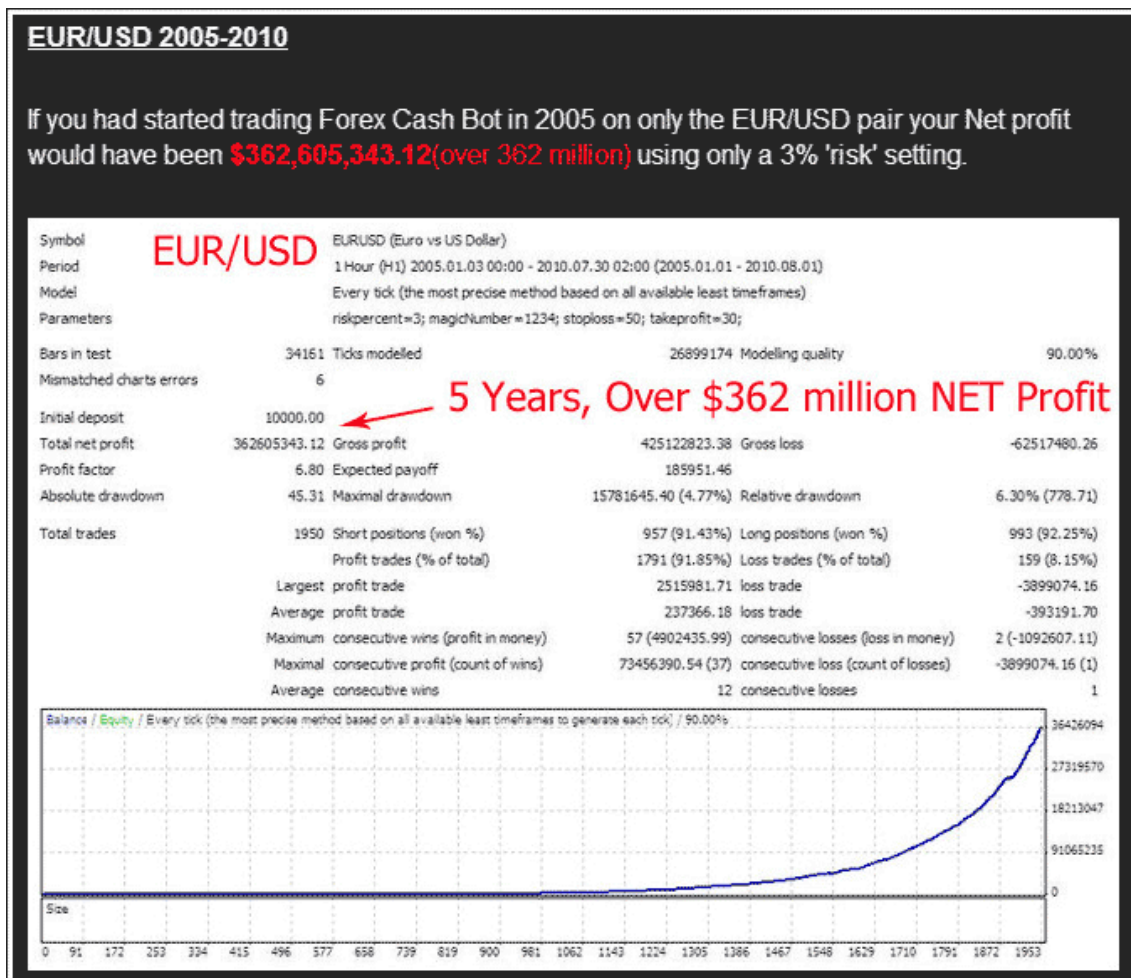 EUR/USD 2005-2010
If you had started trading Forex Cash Bot in 2005 on only the EUR/USD pair your Net profit
would have been $362,605,343.12(over 362 million) using only a 3% 'risk' setting.
Symbol EUR/USD EURUSD (Euro vs US Dollar)
Period 1 Hour (H1) 2005.01.03 00:00 - 2010.07.30 02:00 (2005.01.01 - 2010.08.01)
Model Every tick (the most precise method based on all available least timeframes)
Parameters riskpercent=3; magicNumber=1234; stoploss=50; takeprofit=30;
Bars in test 34161 Ticks modelled 26899174 Modelling quality 90.00%
Mismatched charts errors 6
5 Years, Over $362 million NET Profit
Initial deposit 10000.00
Total net profit 362605343.12 Gross profit 425122823.38 Gross loss -62517480.26
Profit factor 6.80 Expected payoff 185951.46
Absolute drawdown 45.31 Maximal drawdown 15781645.40 (4.77%) Relative drawdown 6.30% (778.71)
Total trades 1950 Short positions (won %) 957 (91.43%) Long positions (won %) 993 (92.25%)
Profit trades (% of total) 1791 (91.85%) Loss trades (% of total) 159 (8.15%)
Largest profit trade 2515981.71 loss trade -3899074.16
Average profit trade 237366.18 loss trade -393191.70
Maximum consecutive wins (profit in money) 57 (4902435.99) consecutive losses (loss in money) 2 (-1092607.11)
Maximal consecutive profit (count of wins) 73456390.54 (37) consecutive loss (count of losses) -3899074.16 (1)
Average consecutive wins 12 consecutive losses 1
Balance / Equity / Every tick (the most precise method based on all available least timeframes to generate each tick) / 90.00%
36426094
27319570
18213047
91065235
0
Size
0 91 172 253 334 415 496 577 658 739 819 900 981 1062 1143 1224 1305 1386 1467 1548 1629 1710 1791 1872 1953